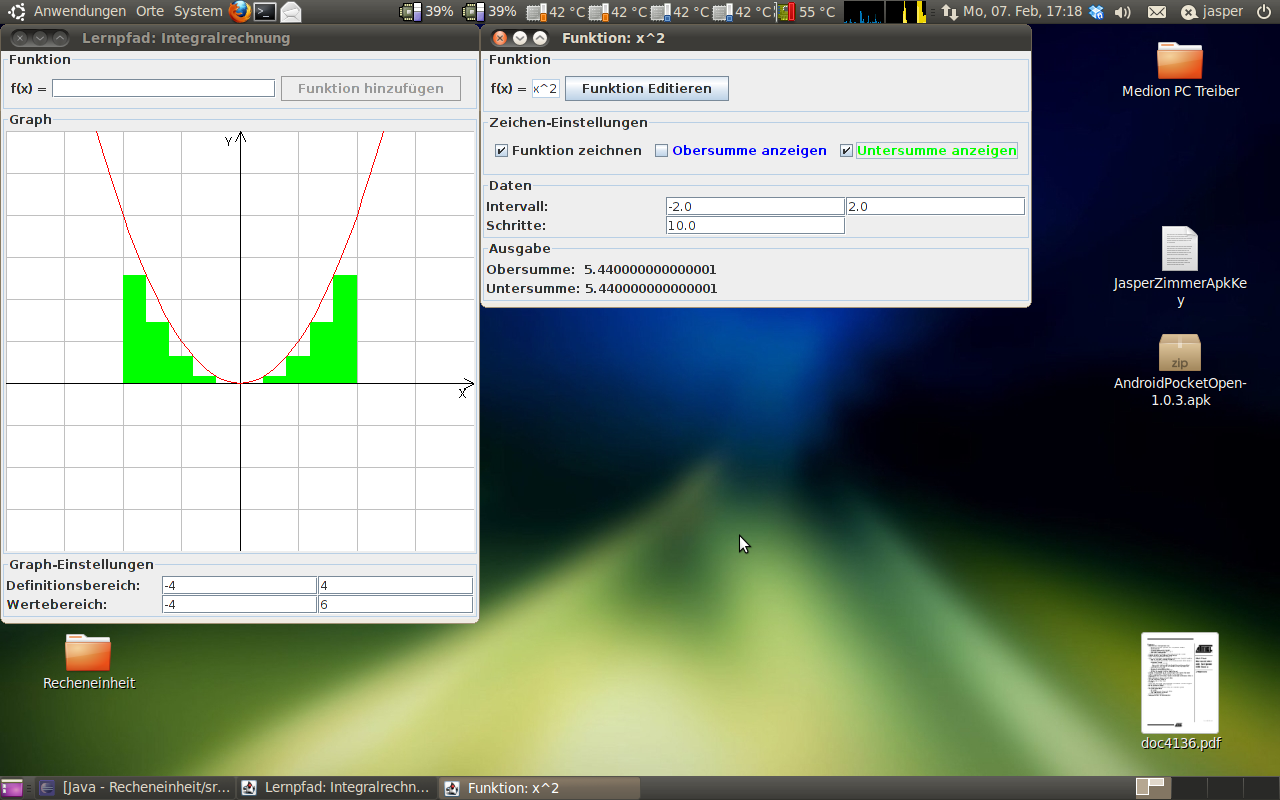 Anwendungen Orte System 39% 39% 42 °C 42 °C 42 °C 42 °C 55 °C Mo, 07. Feb, 17:18 jasper
Lernpfad: Integralrechnung
Funktion
f(x) = Funktion hinzufügen
Graph
Y
X
Graph-Einstellungen
Definitionsbereich: -4 4
Wertebereich: -4 6
Funktion: x^2
Funktion
f(x) = x^2 Funktion Editieren
Zeichen-Einstellungen
Funktion zeichnen Obersumme anzeigen Untersumme anzeigen
Daten
Intervall: -2.0 2.0
Schritte: 10.0
Ausgabe
Obersumme: 5.440000000000001
Untersumme: 5.440000000000001
Medion PC Treiber
JasperZimmerApkKe
y
zip
AndroidPocketOpen-
1.0.3.apk
doc4136.pdf
Recheneinheit
[Java - Recheneinheit/sr... Lernpfad: Integralrechn... Funktion: x^2